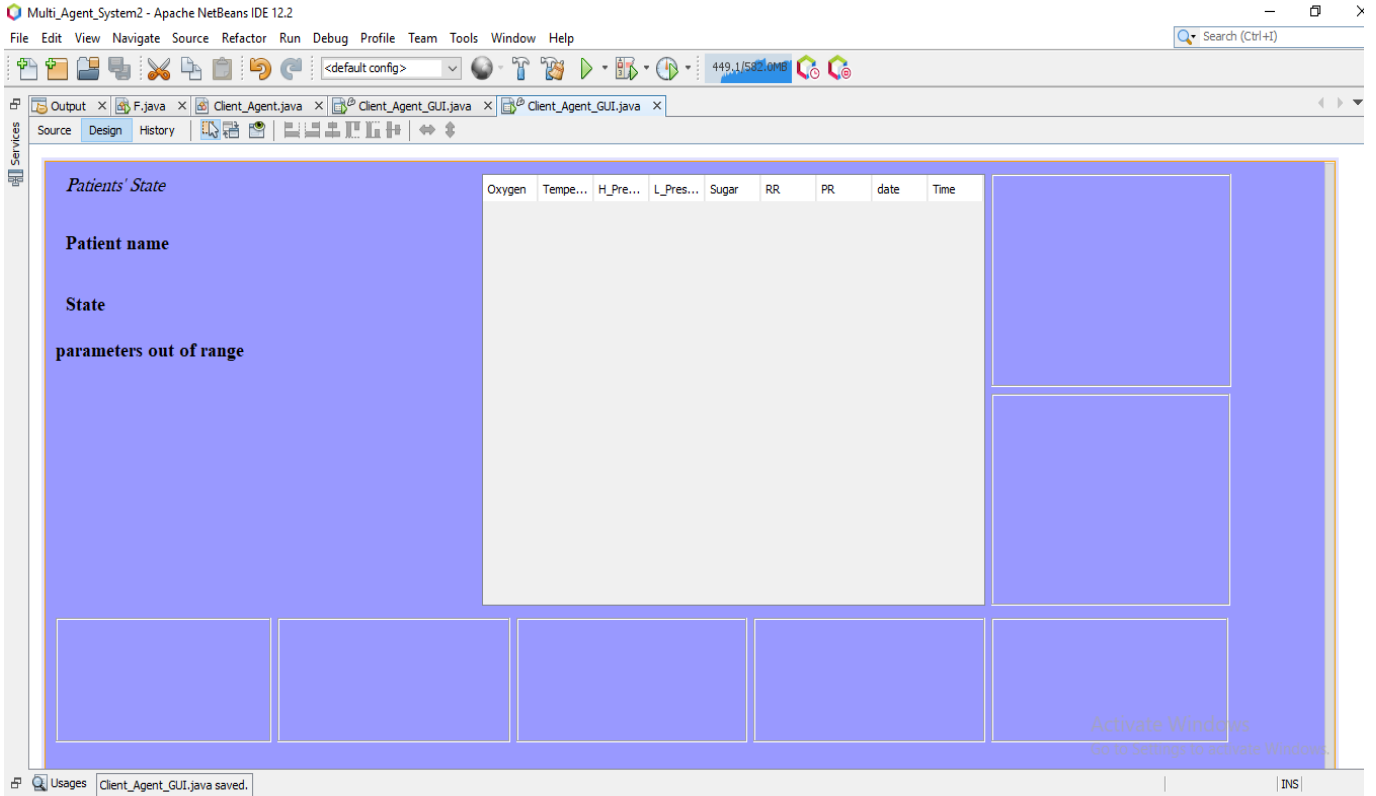 Multi_Agent_System2 - Apache NetBeans IDE 12.2
File Edit View Navigate Source Refactor Run Debug Profile Team Tools Window Help
Search (Ctrl+I)
<default config>
449.1/582.0MB
Output F.java Client_Agent.java Client_Agent_GUI.java Client_Agent_GUI.java
Services
Source Design History
Patients' State
Oxygen Tempe... H_Pre... L_Pres... Sugar RR PR date Time
Patient name
State
parameters out of range
Activate Windows
Usages Client_Agent_GUI.java saved.
INS